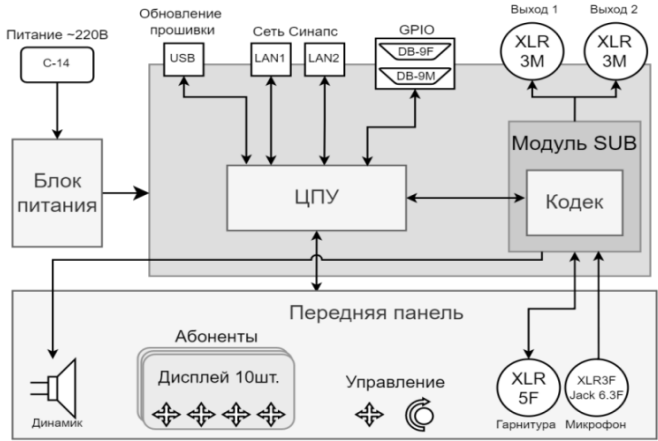 Питание ~220В
C-14
Обновление
прошивки
USB
Сеть Синапс
LAN1
LAN2
GPIO
DB-9F
DB-9M
Выход 1
XLR
3M
Выход 2
XLR
3M
Блок
питания
ЦПУ
Модуль SUB
Кодек
Передняя панель
Динамик
Абоненты
Дисплей 10шт.
Управление
XLR
5F
Гарнитура
XLR3F
Jack 6.3F
Микрофон